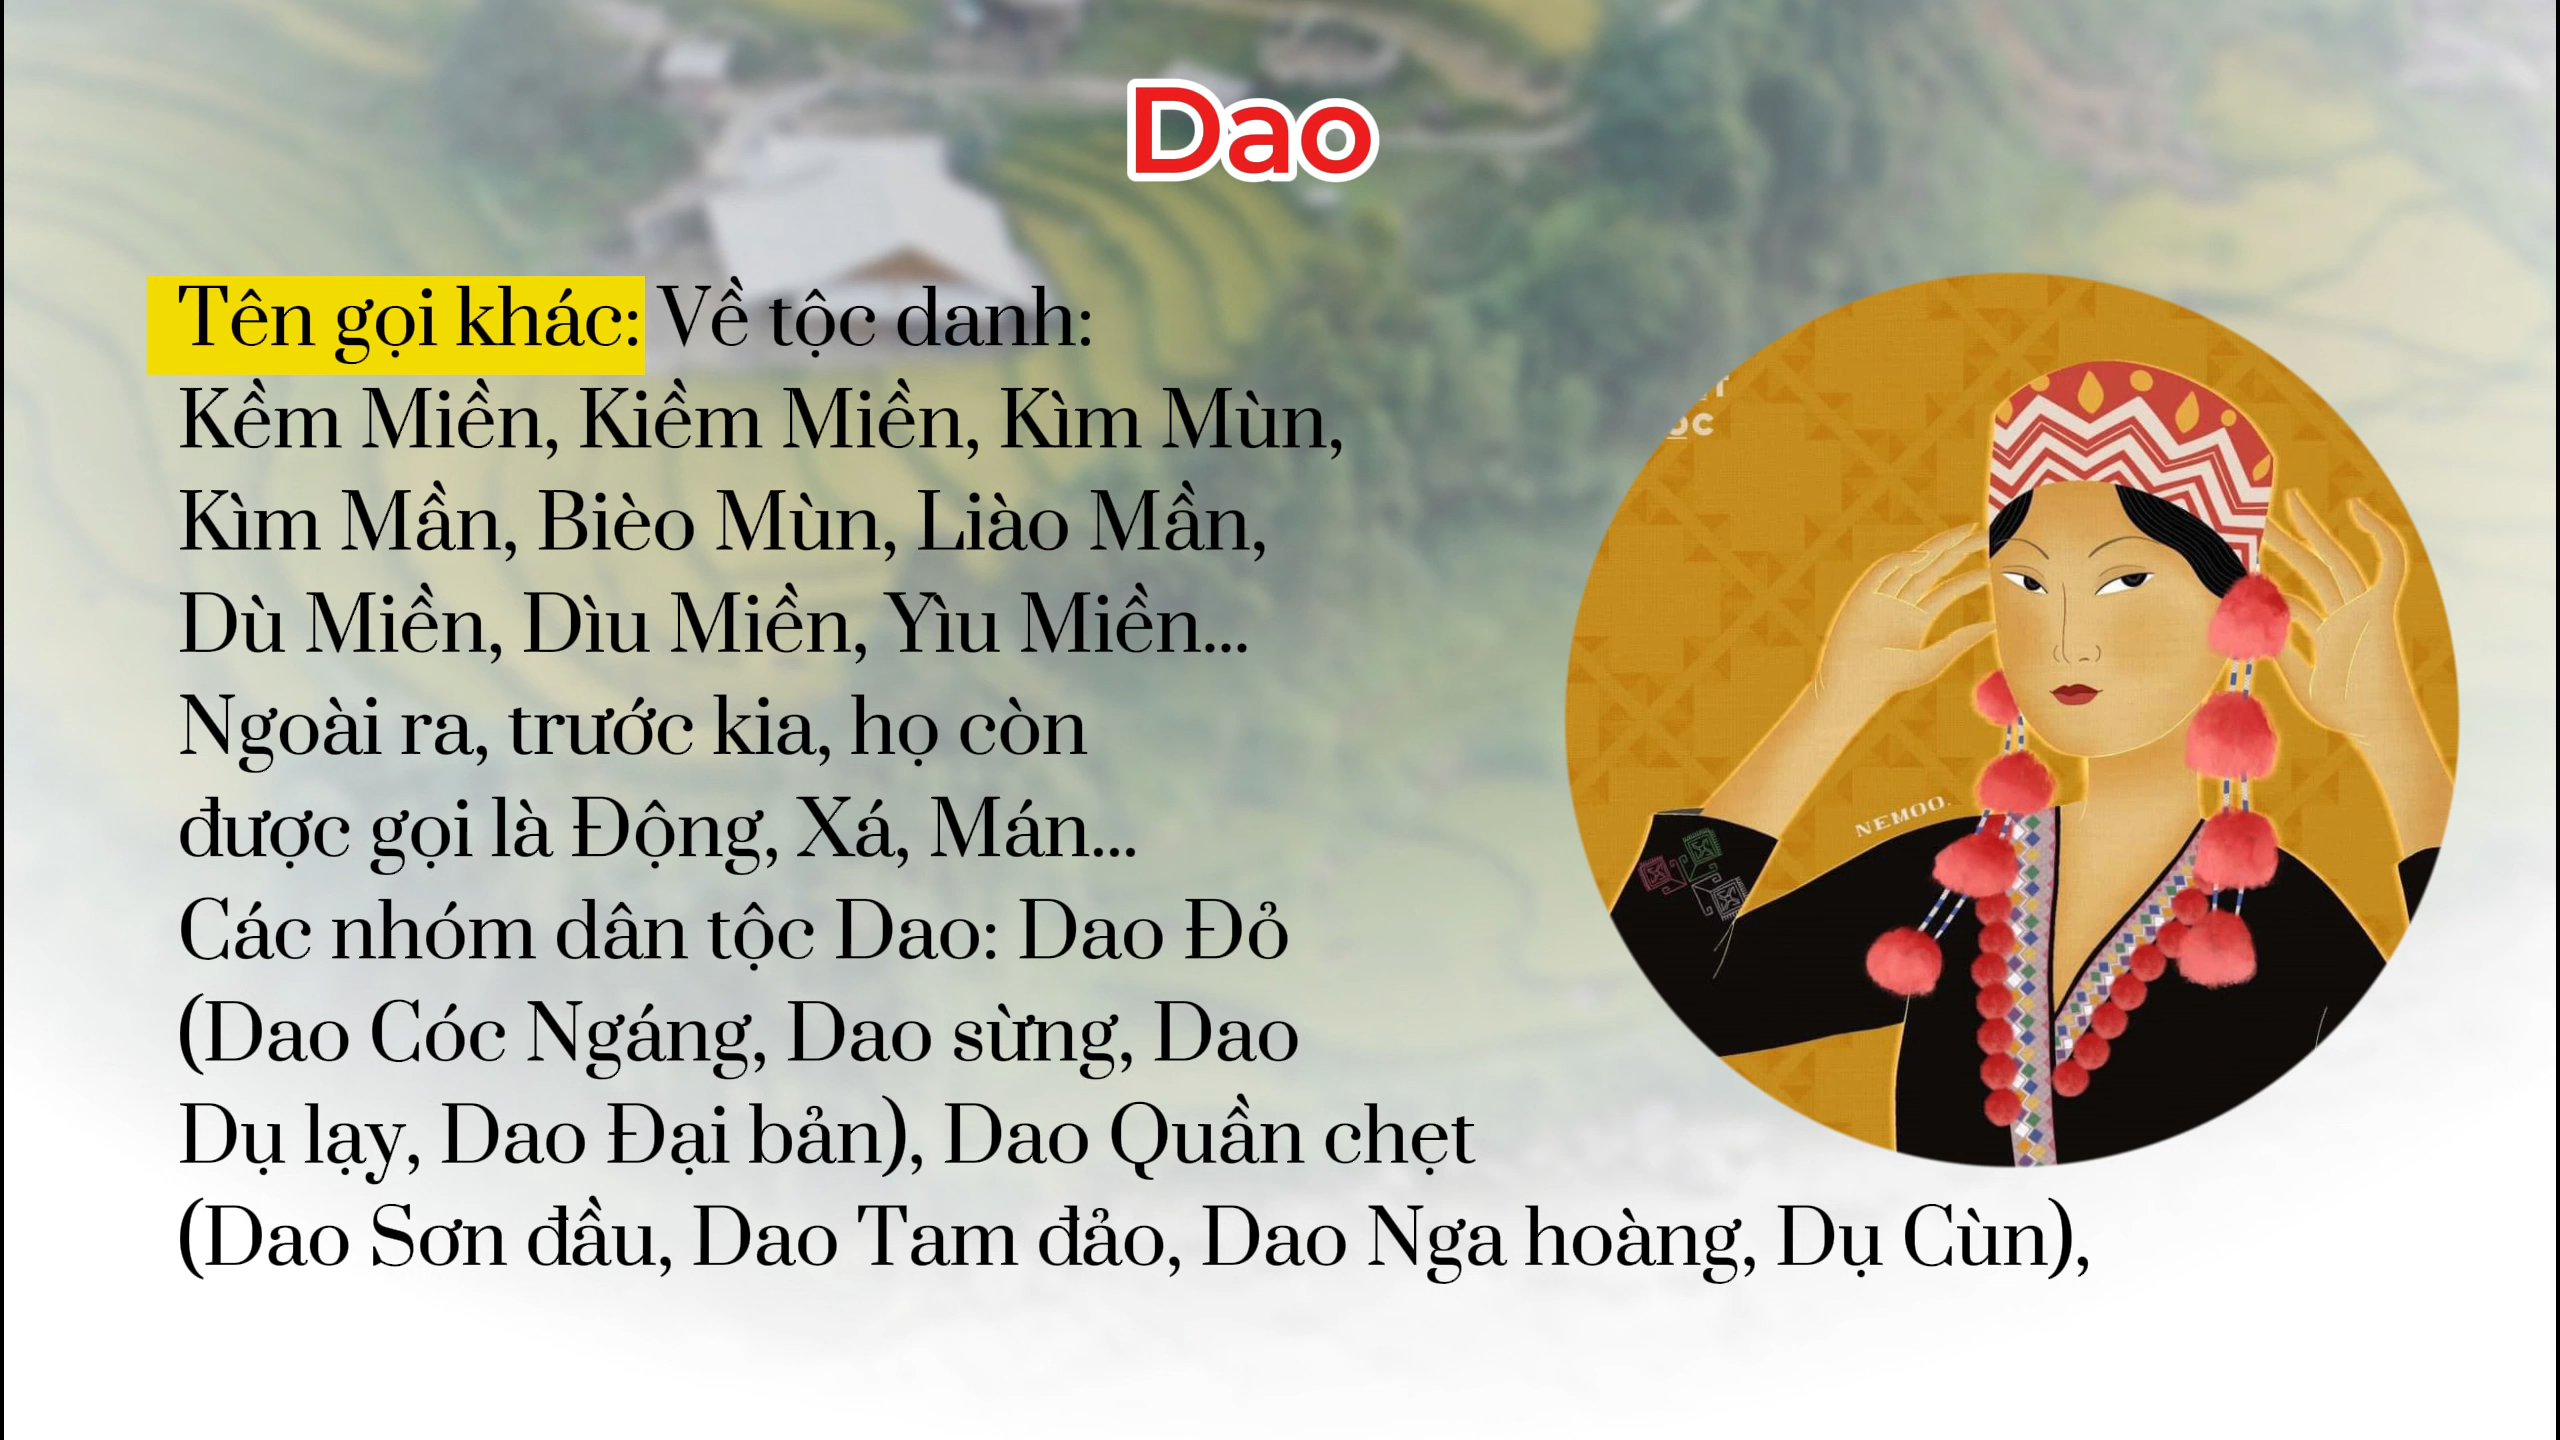 Dao
Tên gọi khác: Về tộc danh:
Kềm Miền, Kiềm Miền, Kìm Mùn,
Kìm Mần, Bièo Mùn, Liào Mần,
Dù Miền, Dìu Miền, Yìu Miền...
Ngoài ra, trước kia, họ còn
được gọi là Động, Xá, Mán...
Các nhóm dân tộc Dao: Dao Đỏ
(Dao Cóc Ngáng, Dao sừng, Dao
Dụ lạy, Dao Đại bản), Dao Quần chẹt
(Dao Sơn đầu, Dao Tam đảo, Dao Nga hoàng, Dụ Cùn),
NEMOO.